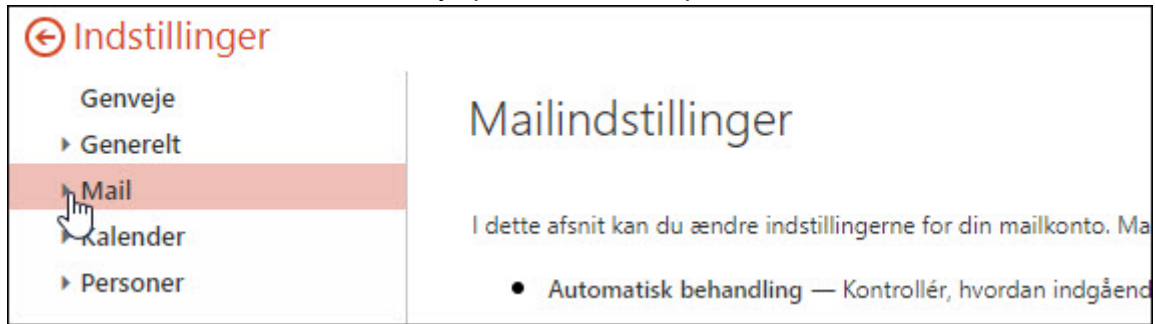 Indstillinger
Genveje
Generelt
Mail
Kalender
Personer
Mailindstillinger
I dette afsnit kan du ændre indstillingerne for din mailkonto.
Automatisk behandling — Kontrollér, hvordan